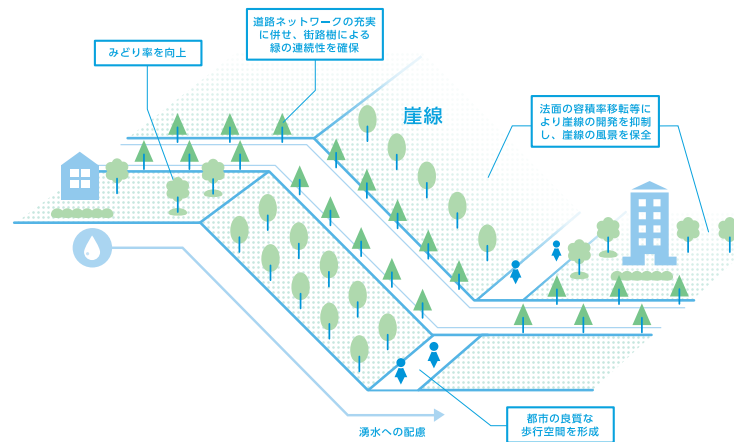 道路ネットワークの充実
に併せ、街路樹による
緑の連続性を確保
みどり率を向上
崖線
法面の容積率移転等に
より崖線の開発を抑制
し、崖線の風景を保全
都市の良質な
歩行空間を形成
湧水への配慮